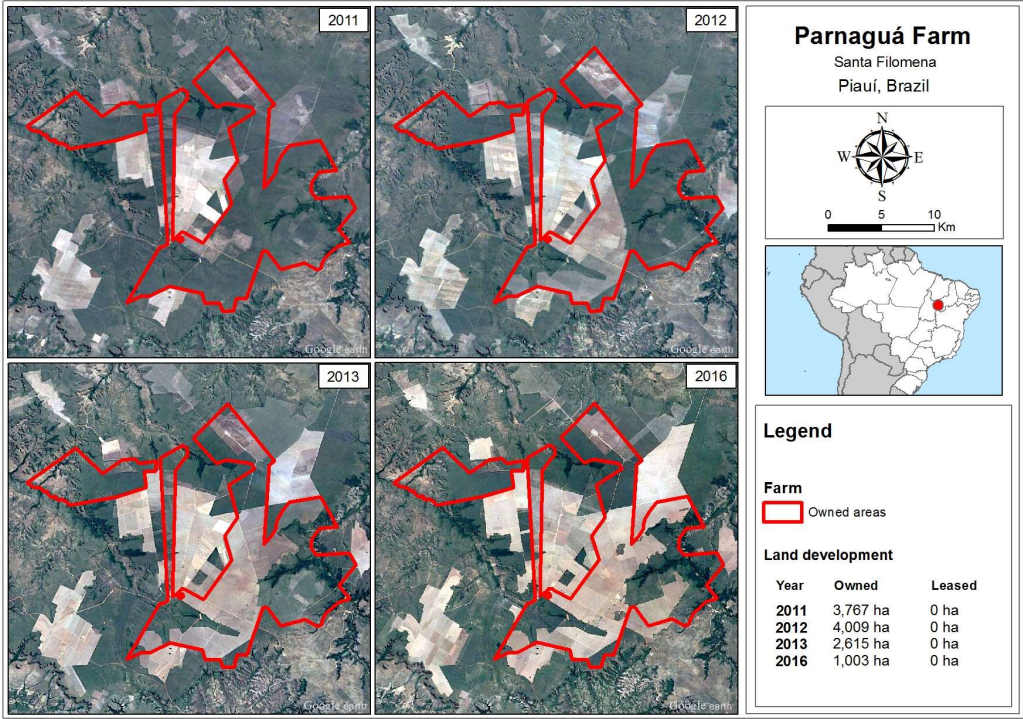 2011
2012
Google earth
Google earth
2013
2016
Google earth
Google earth
Parnaguá Farm
Santa Filomena
Piauí, Brazil
N
W E
S
0 5 10
Km
Legend
Farm
Owned areas
Land development
Year Owned Leased
2011 3,767 ha 0 ha
2012 4,009 ha 0 ha
2013 2,615 ha 0 ha
2016 1,003 ha 0 ha